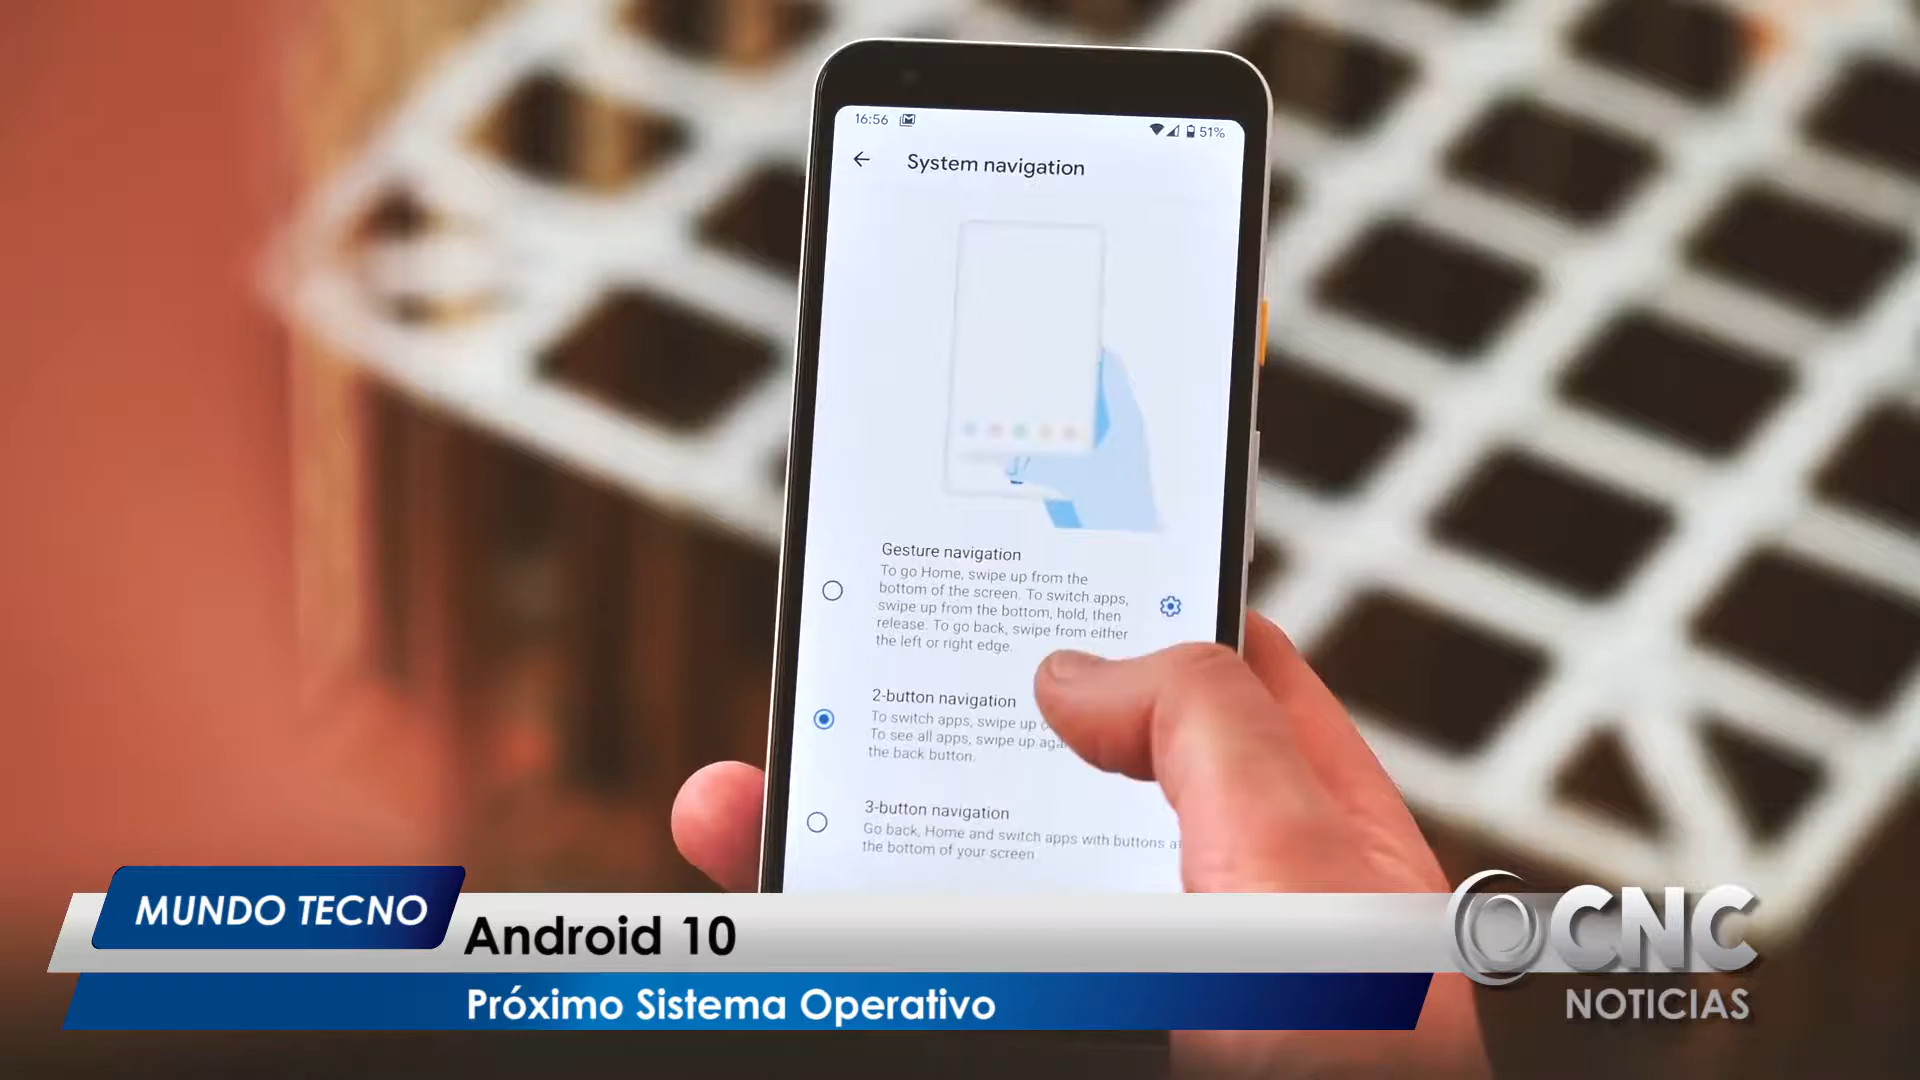 16:56
51%
System navigation
Gesture navigation
To go Home, swipe up from the
bottom of the screen. To switch apps,
swipe up from the bottom, hold, then
release. To go back, swipe from either
the left or right edge.
2-button navigation
To switch apps, swipe up
To see all apps, swipe up
the back button.
3-button navigation
Go back, Home and switch apps with buttons
the bottom of your screen
MUNDO TECNO
Android 10
Próximo Sistema Operativo
CNC
NOTICIAS